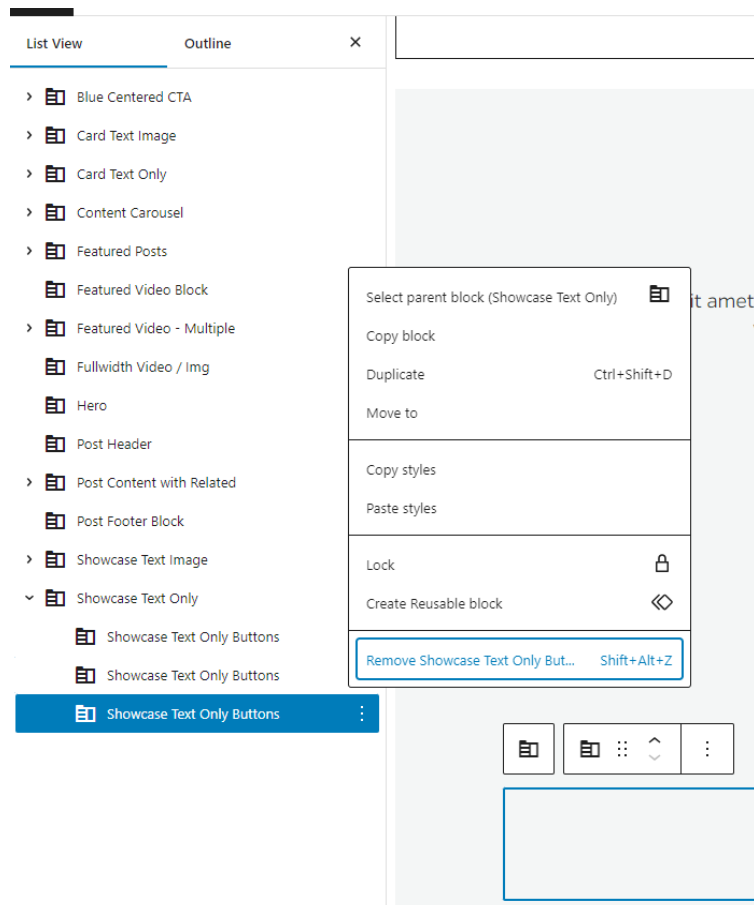 List View
Outline
Blue Centered CTA
Card Text Image
Card Text Only
Content Carousel
Featured Posts
Featured Video Block
Featured Video - Multiple
Fullwidth Video / Img
Hero
Post Header
Post Content with Related
Post Footer Block
Showcase Text Image
Showcase Text Only
Showcase Text Only Buttons
Showcase Text Only Buttons
Showcase Text Only Buttons
Select parent block (Showcase Text Only)
Copy block
Duplicate Ctrl+Shift+D
Move to
Copy styles
Paste styles
Lock
Create Reusable block
Remove Showcase Text Only But... Shift+Alt+Z
it amet